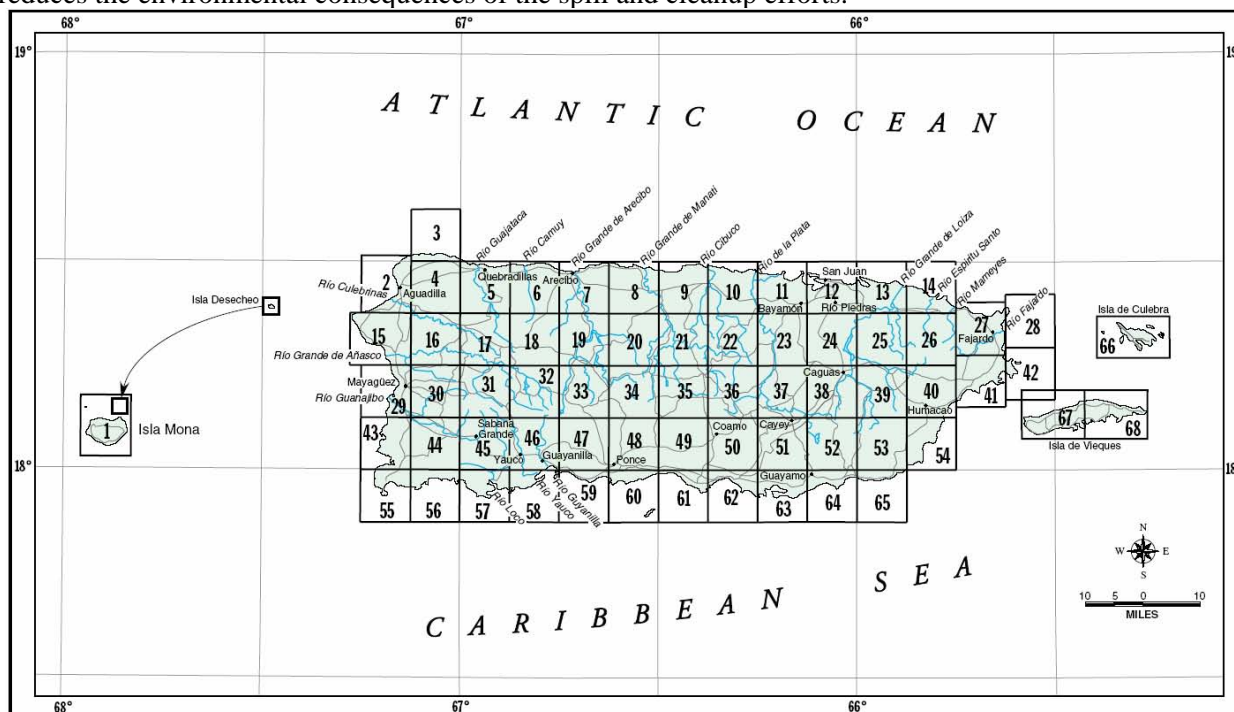 reduces the environmental consequences of the spill and cleanup efforts.
68° 67° 66°
19° 19
ATLANTIC OCEAN
3
Río Guajataca
Río Camuy
Río Grande de Arecibo
Río Grande de Manatí
Río Cibuco
Río de la Plata
Río Grande de Loiza
Río Espiritu Santo
Río Mameyes
Río Fajardo
San Juan
2 4 5 6 7 8 9 10 11 12 13 14
Isla Desecheo
Río Culebrinas
Aguadilla
Quebradillas
Arecibo
Bayamón
Río Piedras
15 16 17 18 19 20 21 22 23 24 25 26 27 28
Fajardo
Isla de Culebra
66
Río Grande de Añasco
Mayagüez
Río Guanajibo
29 30 31 32 33 34 35 36 37 38 39 40 41 42
Caguas
Humacao
1 Isla Mona
43 44 45 46 47 48 49 50 51 52 53 54
Sabana
Grande
Yauco
Guayanilla
Ponce
Coamo
Cayey
Guayamo
67 68
Isla de Vieques
18° 18
55 56 57 58 59 60 61 62 63 64 65
Río Loco
Río Yauco
Río Guyanilla
CARIBBEAN SEA
N
W E
S
10 5 0 10
MILES
68° 67° 66°